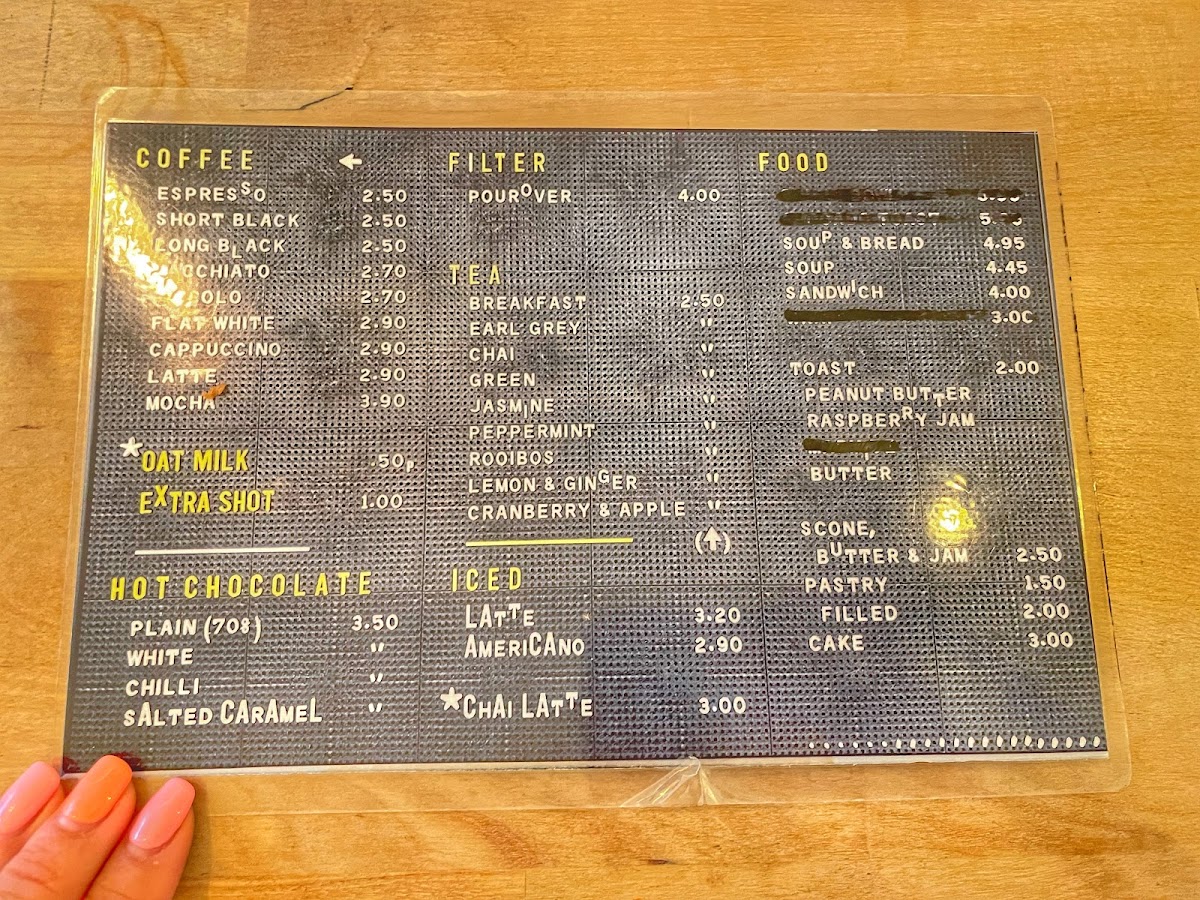 COFFEE ←
ESPRESSO 2.50
SHORT BLACK 2.50
LONG BLACK 2.50
MACCHIATO 2.70
2.70
FLAT WHITE 2.90
CAPPUCCINO 2.90
LATTE 2.90
MOCHA 3.90
*OAT MILK .50p
EXTRA SHOT 1.00
HOT CHOCOLATE
PLAIN (70%) 3.50
WHITE "
CHILLI "
SALTED CARAMEL "
FILTER
POUROVER 4.00
TEA
BREAKFAST 2.50
EARL GREY "
CHAI "
GREEN "
JASMINE "
PEPPERMINT "
ROOIBOS "
LEMON & GINGER "
CRANBERRY & APPLE "
(↑)
ICED
LATTE 3.20
AMERICANO 2.90
*CHAI LATTE 3.00
FOOD
SOUP & BREAD 4.95
SOUP 4.45
SANDWICH 4.00
3.00
TOAST 2.00
PEANUT BUTTER
RASPBERRY JAM
BUTTER
SCONE,
BUTTER & JAM 2.50
PASTRY 1.50
FILLED 2.00
CAKE 3.00